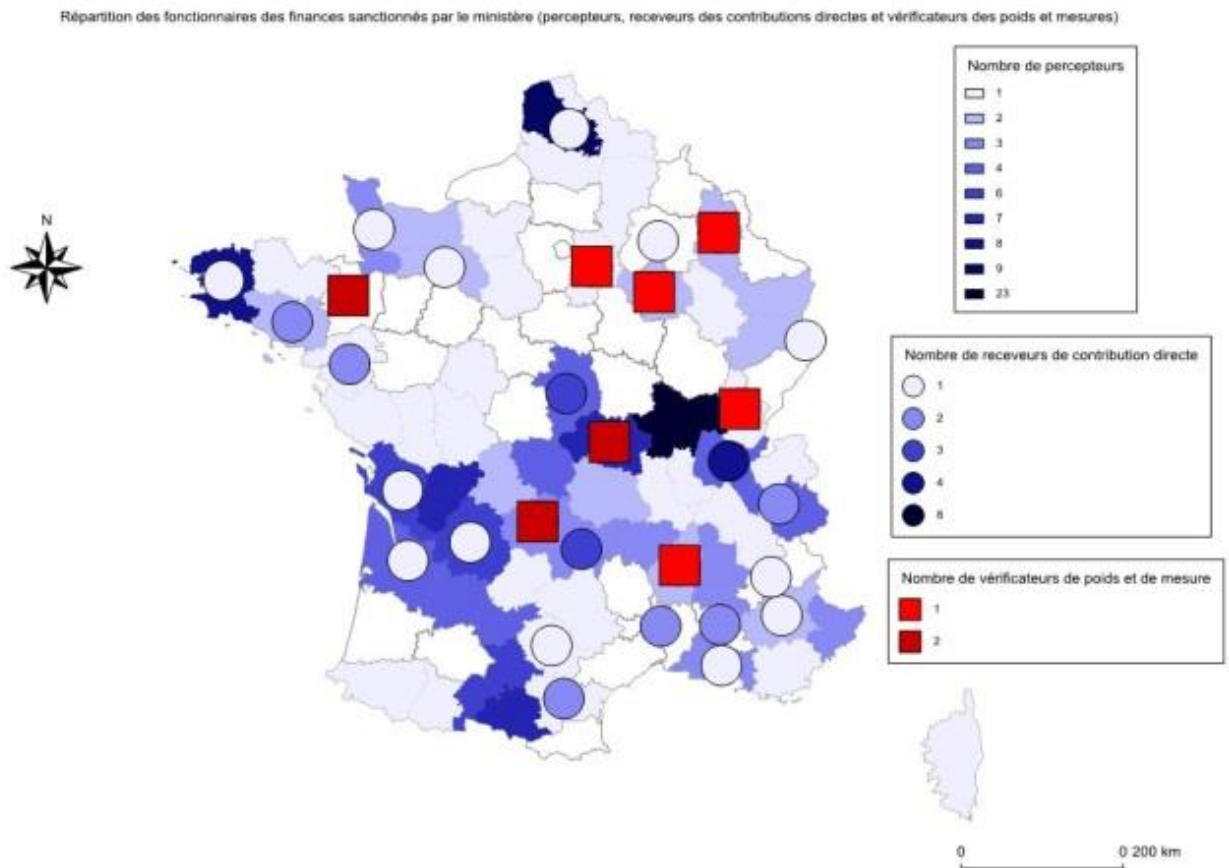 Répartition des fonctionnaires des finances sanctionnés par le ministère (percepteurs, receveurs des contributions directes et vérificateurs des poids et mesures)
Nombre de percepteurs
1
2
3
4
6
7
8
9
23
N
Nombre de receveurs de contribution directe
1
2
3
4
8
Nombre de vérificateurs de poids et de mesure
1
2
0 0 200 km